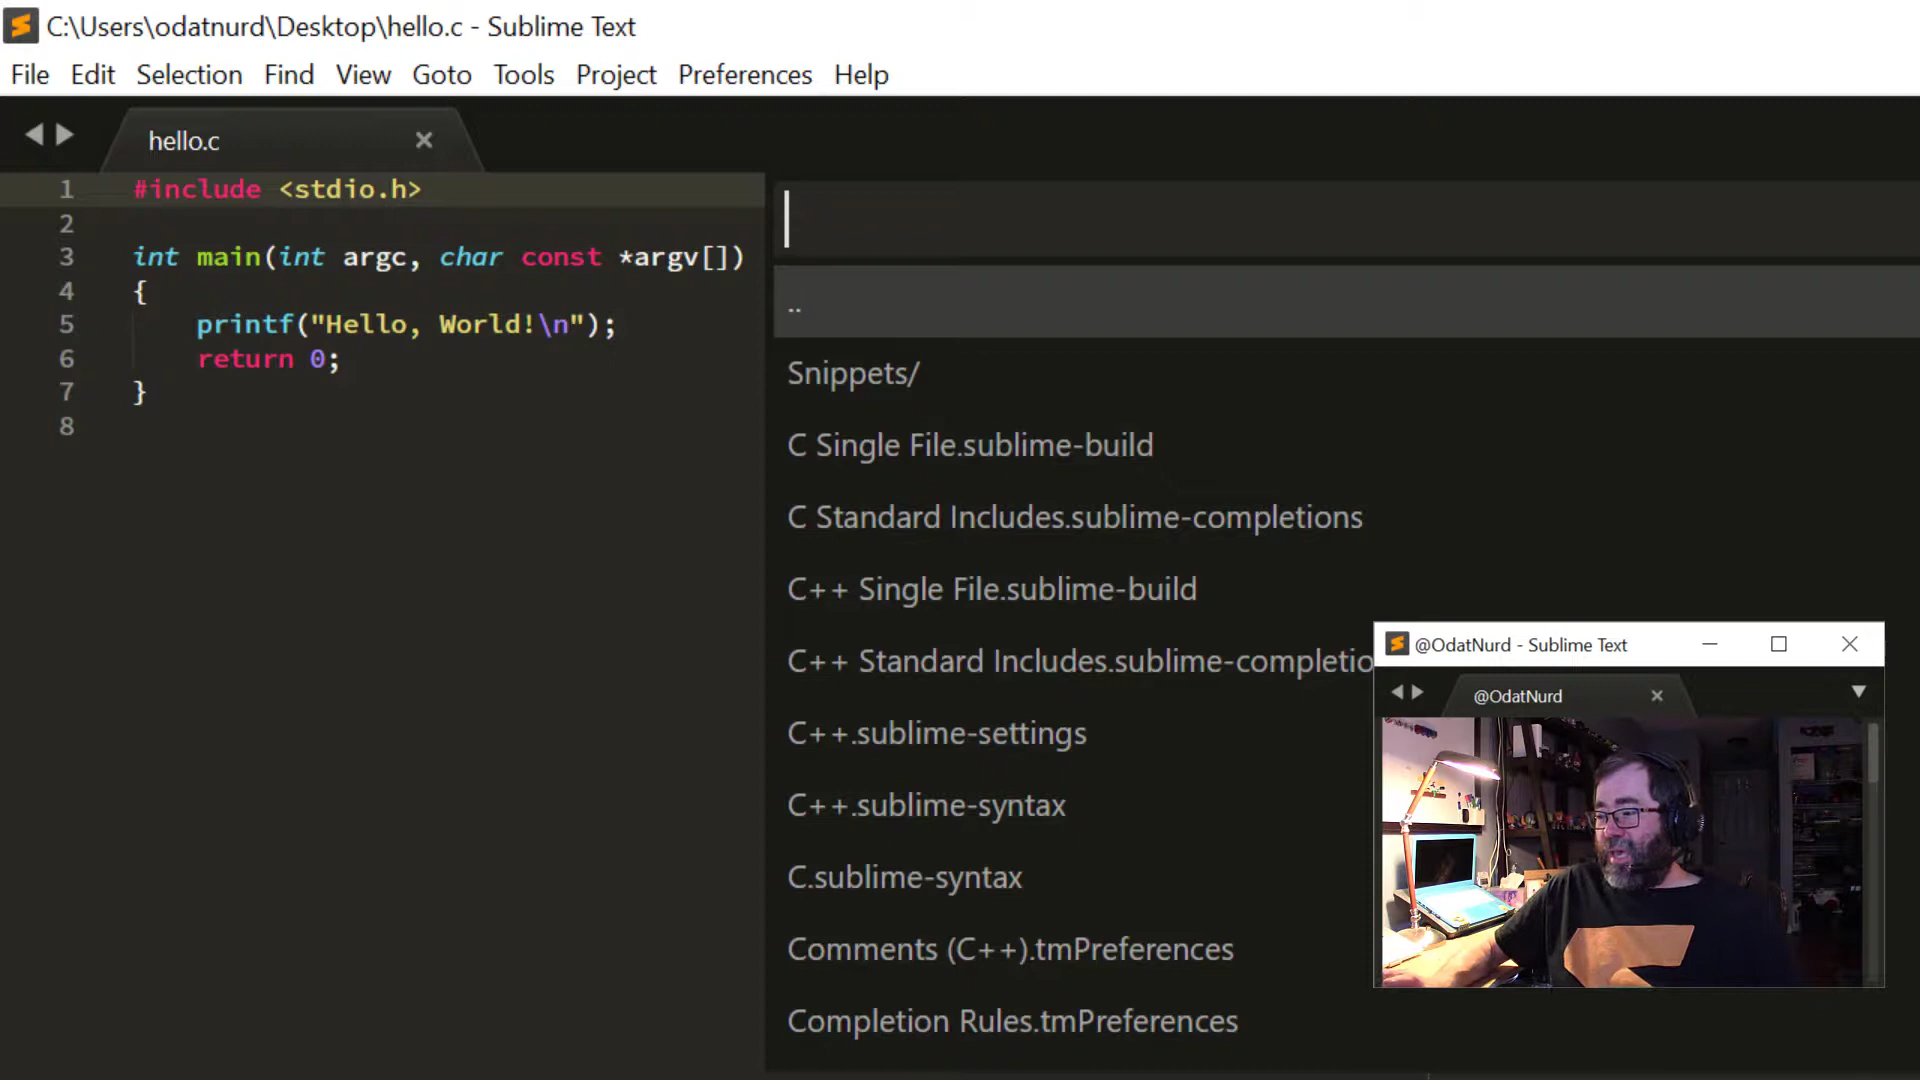 C:\Users\odatnurd\Desktop\hello.c - Sublime Text
File Edit Selection Find View Goto Tools Project Preferences Help
hello.c
1 #include <stdio.h>
2
3 int main(int argc, char const *argv[])
4 {
5 printf("Hello, World!\n");
6 return 0;
7 }
8
..
Snippets/
C Single File.sublime-build
C Standard Includes.sublime-completions
C++ Single File.sublime-build
C++ Standard Includes.sublime-completio
C++.sublime-settings
C++.sublime-syntax
C.sublime-syntax
Comments (C++).tmPreferences
Completion Rules.tmPreferences
@OdatNurd - Sublime Text
@OdatNurd